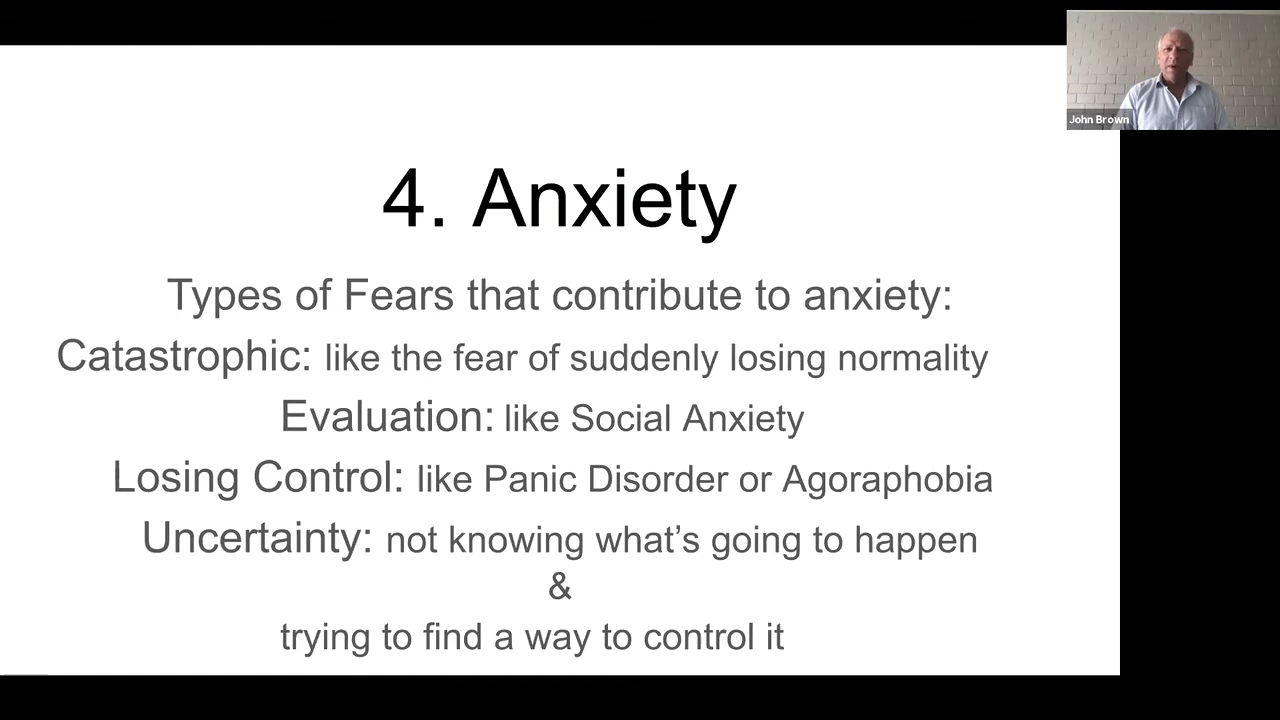 John Brown
4. Anxiety
Types of Fears that contribute to anxiety:
Catastrophic: like the fear of suddenly losing normality
Evaluation: like Social Anxiety
Losing Control: like Panic Disorder or Agoraphobia
Uncertainty: not knowing what’s going to happen
&
trying to find a way to control it